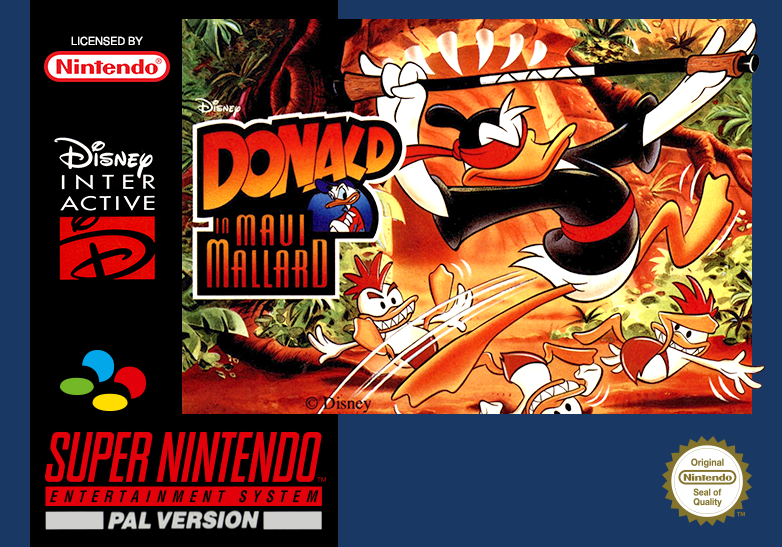 LICENSED BY
Nintendo®
Disney
INTER
ACTIVE
D
Disney
DONALD
in MAUI
MALLARD
© Disney
SUPER NINTENDO™
ENTERTAINMENT SYSTEM
PAL VERSION
Original
Nintendo
Seal of
Quality
TM